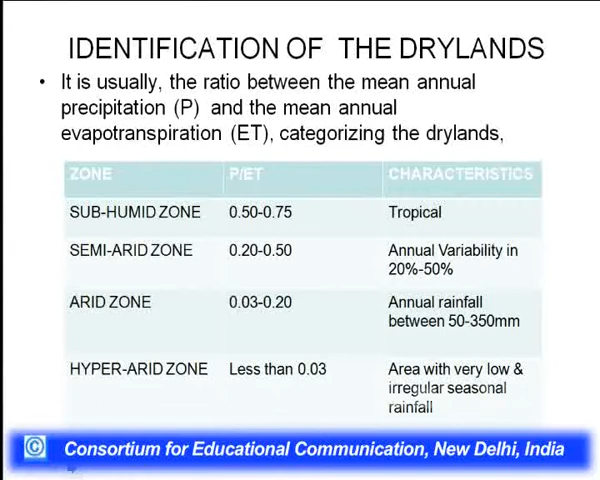 IDENTIFICATION OF THE DRYLANDS
• It is usually, the ratio between the mean annual
precipitation (P) and the mean annual
evapotranspiration (ET), categorizing the drylands,
ZONE P/ET CHARACTERISTICS
SUB-HUMID ZONE 0.50-0.75 Tropical
SEMI-ARID ZONE 0.20-0.50 Annual Variability in
20%-50%
ARID ZONE 0.03-0.20 Annual rainfall
between 50-350mm
HYPER-ARID ZONE Less than 0.03 Area with very low &
irregular seasonal
rainfall
© Consortium for Educational Communication, New Delhi, India